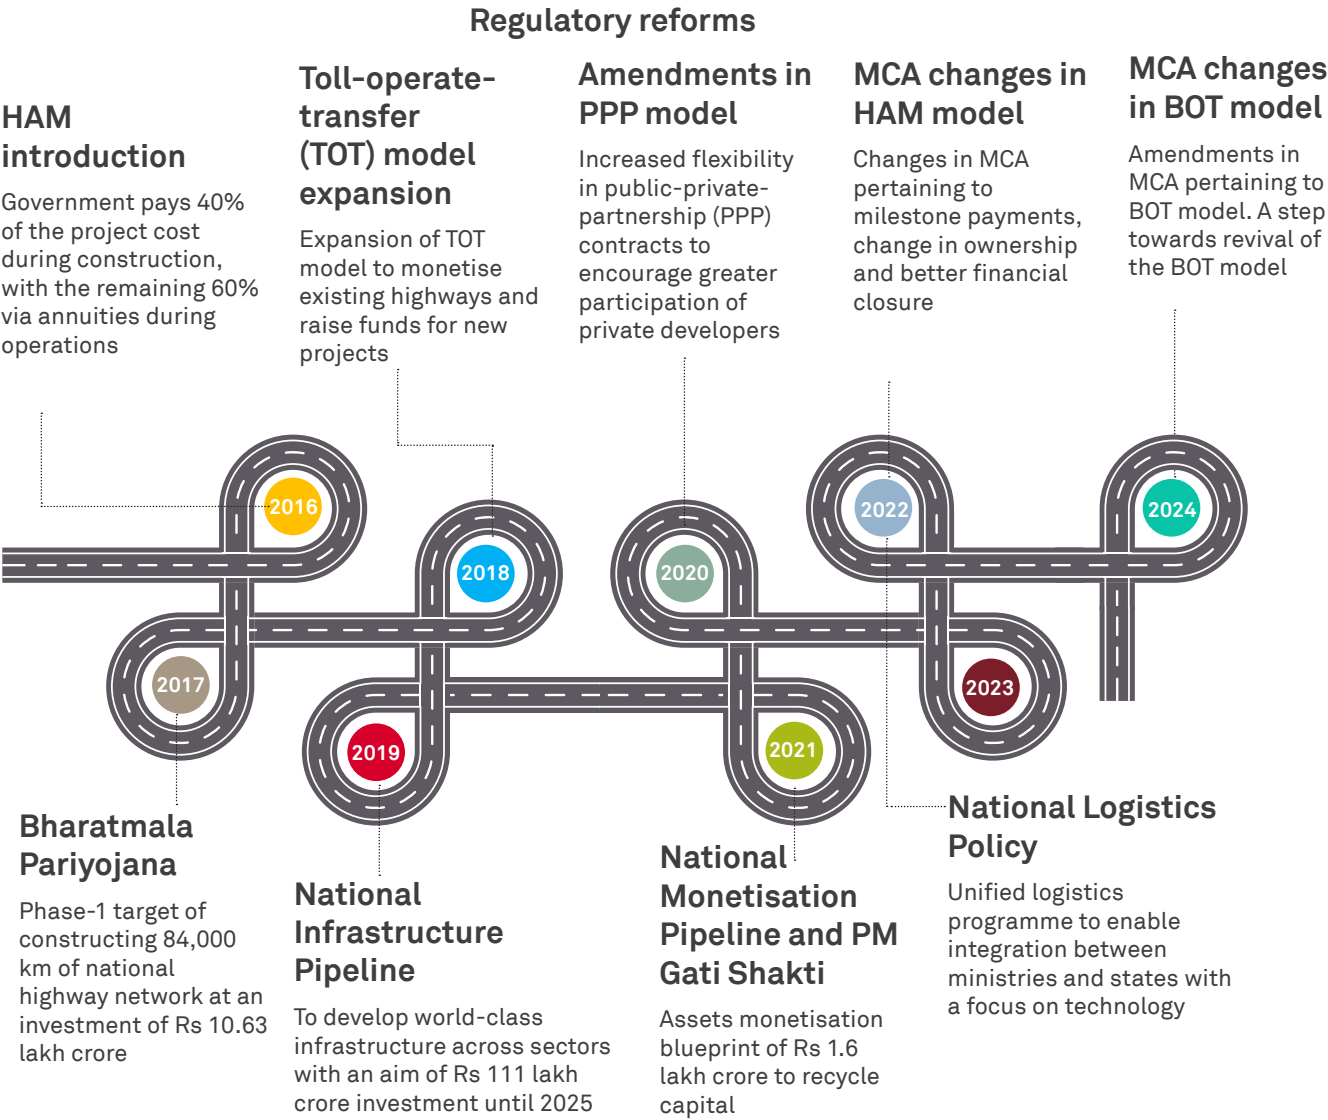 Regulatory reforms
HAM
introduction
Government pays 40%
of the project cost
during construction,
with the remaining 60%
via annuities during
operations
Toll-operate-
transfer
(TOT) model
expansion
Expansion of TOT
model to monetise
existing highways and
raise funds for new
projects
Amendments in
PPP model
Increased flexibility
in public-private-
partnership (PPP)
contracts to
encourage greater
participation of
private developers
MCA changes in
HAM model
Changes in MCA
pertaining to
milestone payments,
change in ownership
and better financial
closure
MCA changes
in BOT model
Amendments in
MCA pertaining to
BOT model. A step
towards revival of
the BOT model
2016
2017
2018
2019
2020
2021
2022
2023
2024
Bharatmala
Pariyojana
Phase-1 target of
constructing 84,000
km of national
highway network at an
investment of Rs 10.63
lakh crore
National
Infrastructure
Pipeline
To develop world-class
infrastructure across sectors
with an aim of Rs 111 lakh
crore investment until 2025
National
Monetisation
Pipeline and PM
Gati Shakti
Assets monetisation
blueprint of Rs 1.6
lakh crore to recycle
capital
National Logistics
Policy
Unified logistics
programme to enable
integration between
ministries and states with
a focus on technology